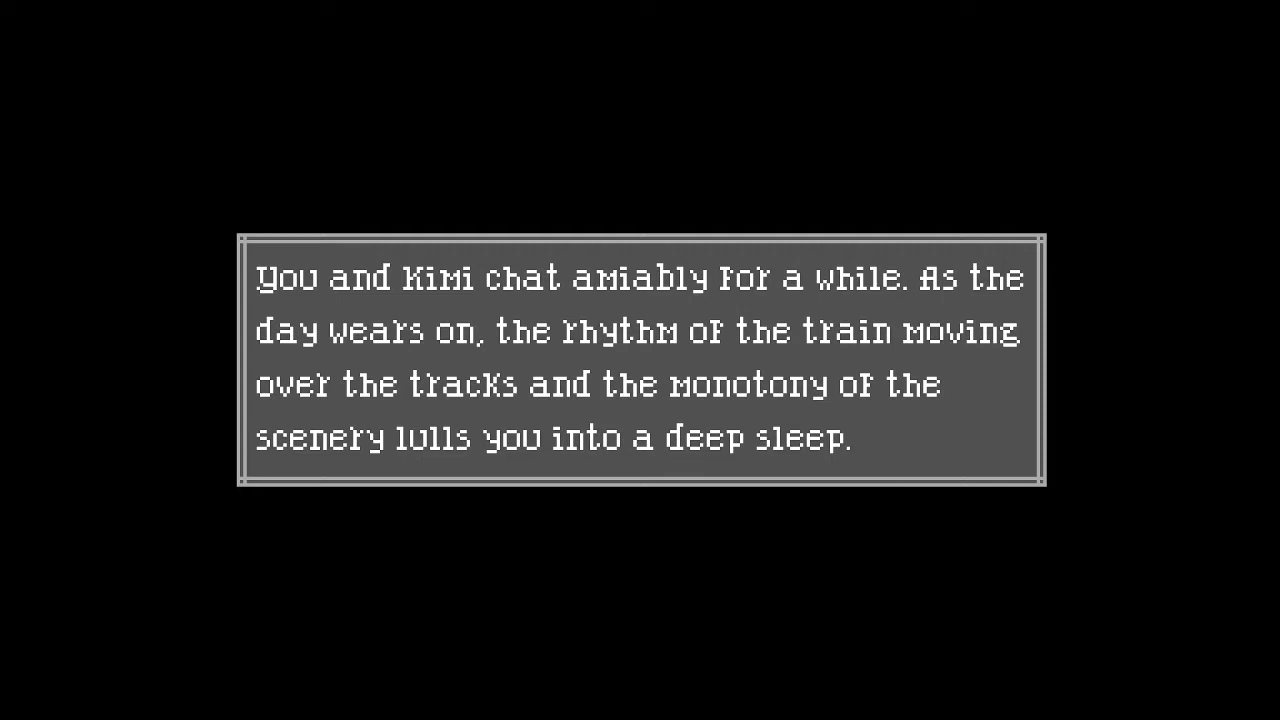 You and Kimi chat amiably for a while. As the
day wears on, the rhythm of the train moving
over the tracks and the monotony of the
scenery lulls you into a deep sleep.